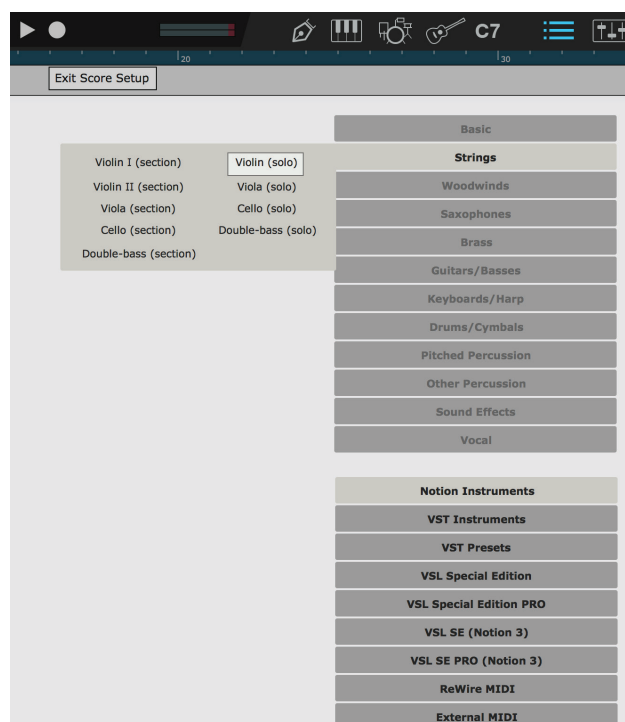 C7
20
30
Exit Score Setup
Basic
Violin I (section) Violin (solo) Strings
Violin II (section) Viola (solo) Woodwinds
Viola (section) Cello (solo) Saxophones
Cello (section) Double-bass (solo) Brass
Double-bass (section)
Guitars/Basses
Keyboards/Harp
Drums/Cymbals
Pitched Percussion
Other Percussion
Sound Effects
Vocal
Notion Instruments
VST Instruments
VST Presets
VSL Special Edition
VSL Special Edition PRO
VSL SE (Notion 3)
VSL SE PRO (Notion 3)
ReWire MIDI
External MIDI